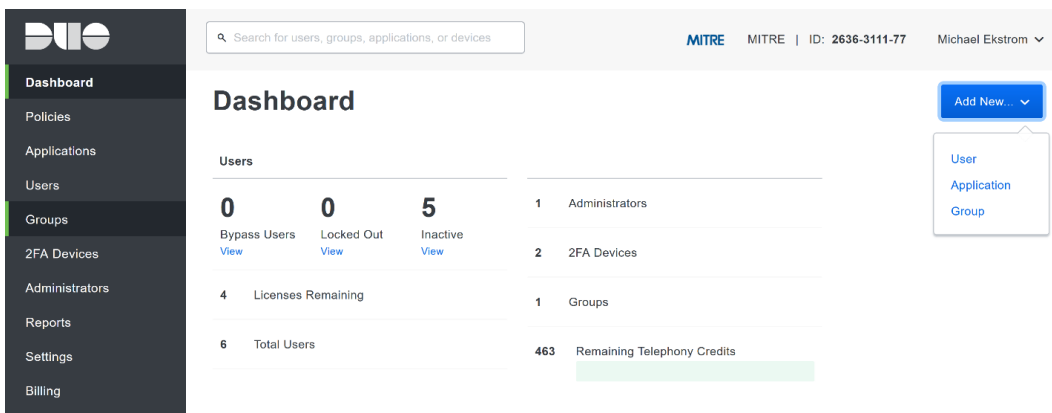 DUO
Search for users, groups, applications, or devices
MITRE MITRE | ID: 2636-3111-77 Michael Ekstrom
Dashboard
Policies
Applications
Users
Groups
2FA Devices
Administrators
Reports
Settings
Billing
Dashboard
Add New...
User
Application
Group
Users
0 0 5
Bypass Users Locked Out Inactive
View View View
4 Licenses Remaining
6 Total Users
1 Administrators
2 2FA Devices
1 Groups
463 Remaining Telephony Credits